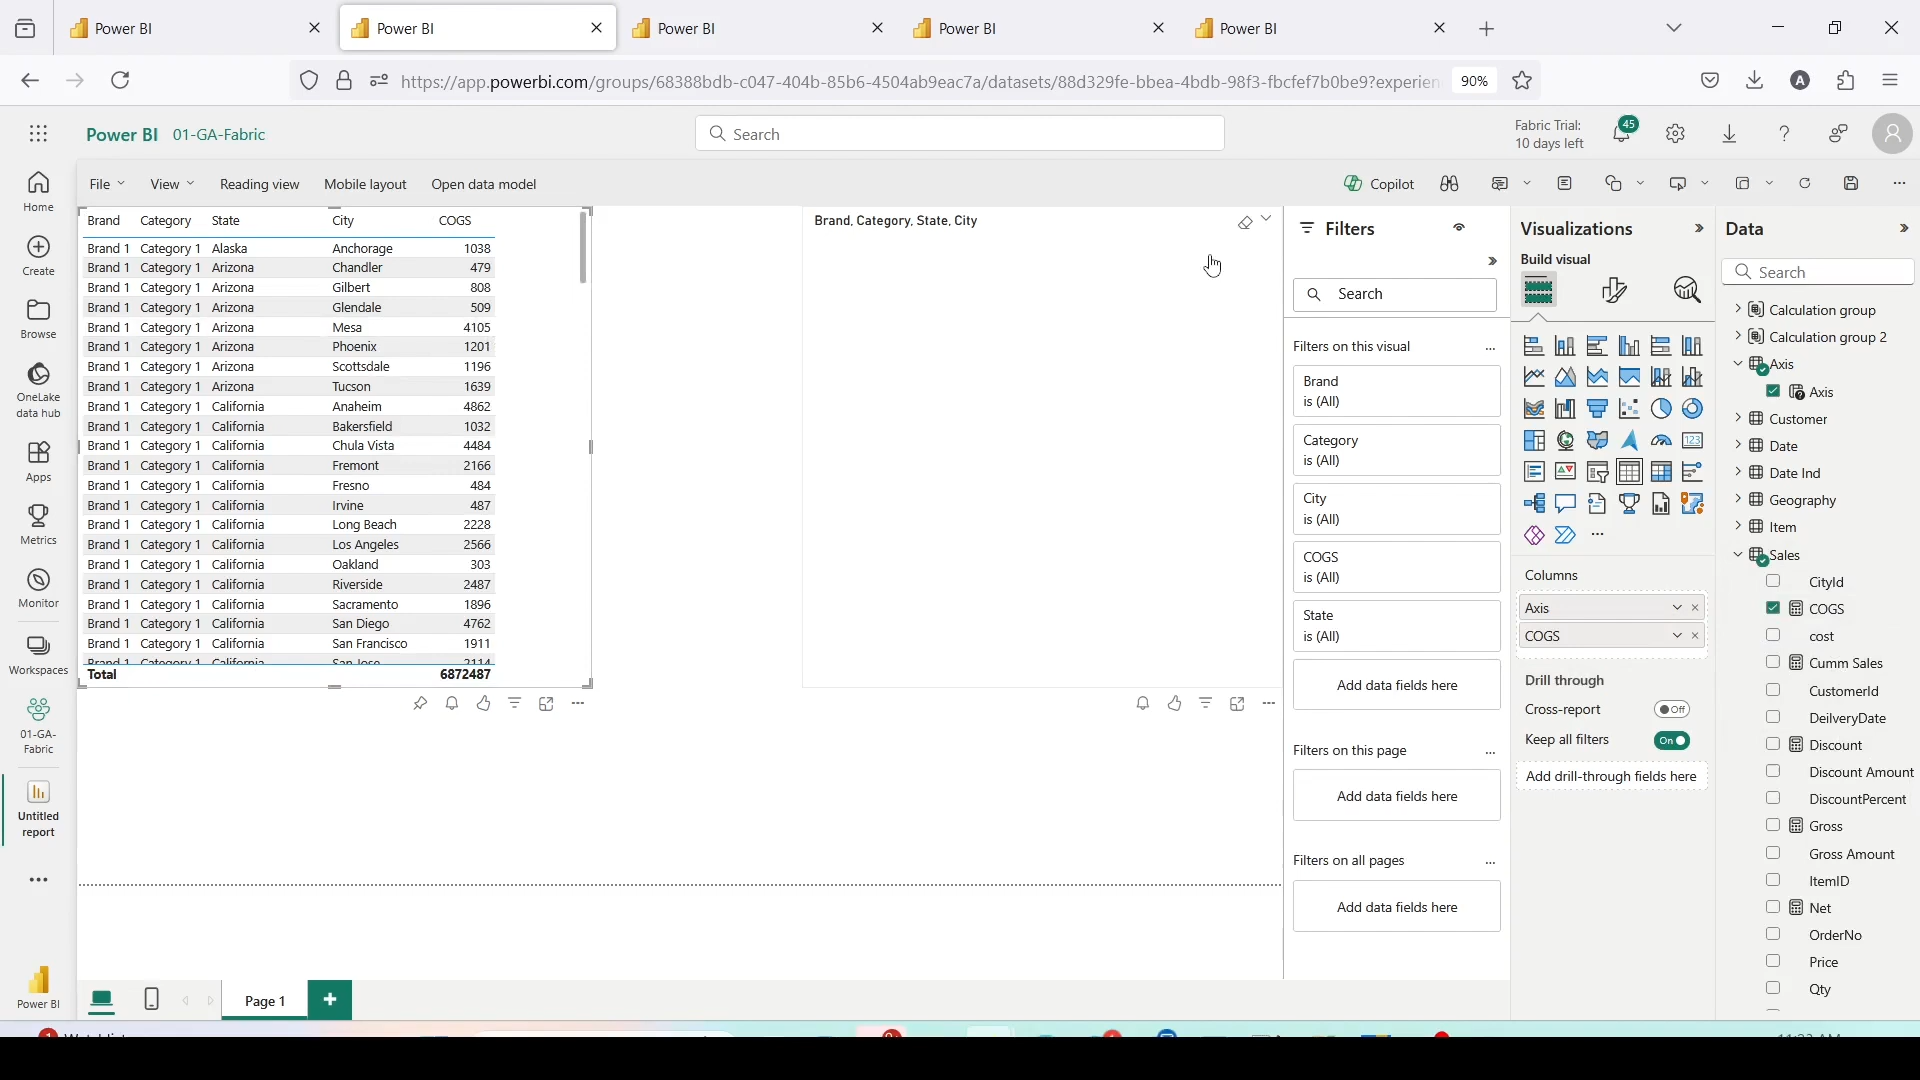 Power BI
Power BI
Power BI
Power BI
Power BI
https://app.powerbi.com/groups/68388bdb-c047-404b-85b6-4504ab9eac7a/datasets/88d329fe-bbea-4bdb-98f3-fbcfef7b0be9?experien
90%
A
Power BI 01-GA-Fabric
Search
Fabric Trial:
10 days left
45
File
View
Reading view
Mobile layout
Open data model
Copilot
Home
Create
Browse
OneLake
data hub
Apps
Metrics
Monitor
Workspaces
01-GA-
Fabric
Untitled
report
Power BI
Brand Category State City COGS
Brand 1 Category 1 Alaska Anchorage 1038
Brand 1 Category 1 Arizona Chandler 479
Brand 1 Category 1 Arizona Gilbert 808
Brand 1 Category 1 Arizona Glendale 509
Brand 1 Category 1 Arizona Mesa 4105
Brand 1 Category 1 Arizona Phoenix 1201
Brand 1 Category 1 Arizona Scottsdale 1196
Brand 1 Category 1 Arizona Tucson 1639
Brand 1 Category 1 California Anaheim 4862
Brand 1 Category 1 California Bakersfield 1032
Brand 1 Category 1 California Chula Vista 4484
Brand 1 Category 1 California Fremont 2166
Brand 1 Category 1 California Fresno 484
Brand 1 Category 1 California Irvine 487
Brand 1 Category 1 California Long Beach 2228
Brand 1 Category 1 California Los Angeles 2566
Brand 1 Category 1 California Oakland 303
Brand 1 Category 1 California Riverside 2487
Brand 1 Category 1 California Sacramento 1896
Brand 1 Category 1 California San Diego 4762
Brand 1 Category 1 California San Francisco 1911
Brand 1 Category 1 California San Jose 2114
Total 6872487
Brand, Category, State, City
Page 1
Filters
Search
Filters on this visual
Brand
is (All)
Category
is (All)
City
is (All)
COGS
is (All)
State
is (All)
Add data fields here
Filters on this page
Add data fields here
Filters on all pages
Add data fields here
Visualizations
Build visual
123
Columns
Axis
COGS
Drill through
Cross-report
Off
Keep all filters
On
Add drill-through fields here
Data
Search
Calculation group
Calculation group 2
Axis
Axis
Customer
Date
Date Ind
Geography
Item
Sales
CityId
COGS
cost
Cumm Sales
CustomerId
DeilveryDate
Discount
Discount Amount
DiscountPercent
Gross
Gross Amount
ItemID
Net
OrderNo
Price
Qty